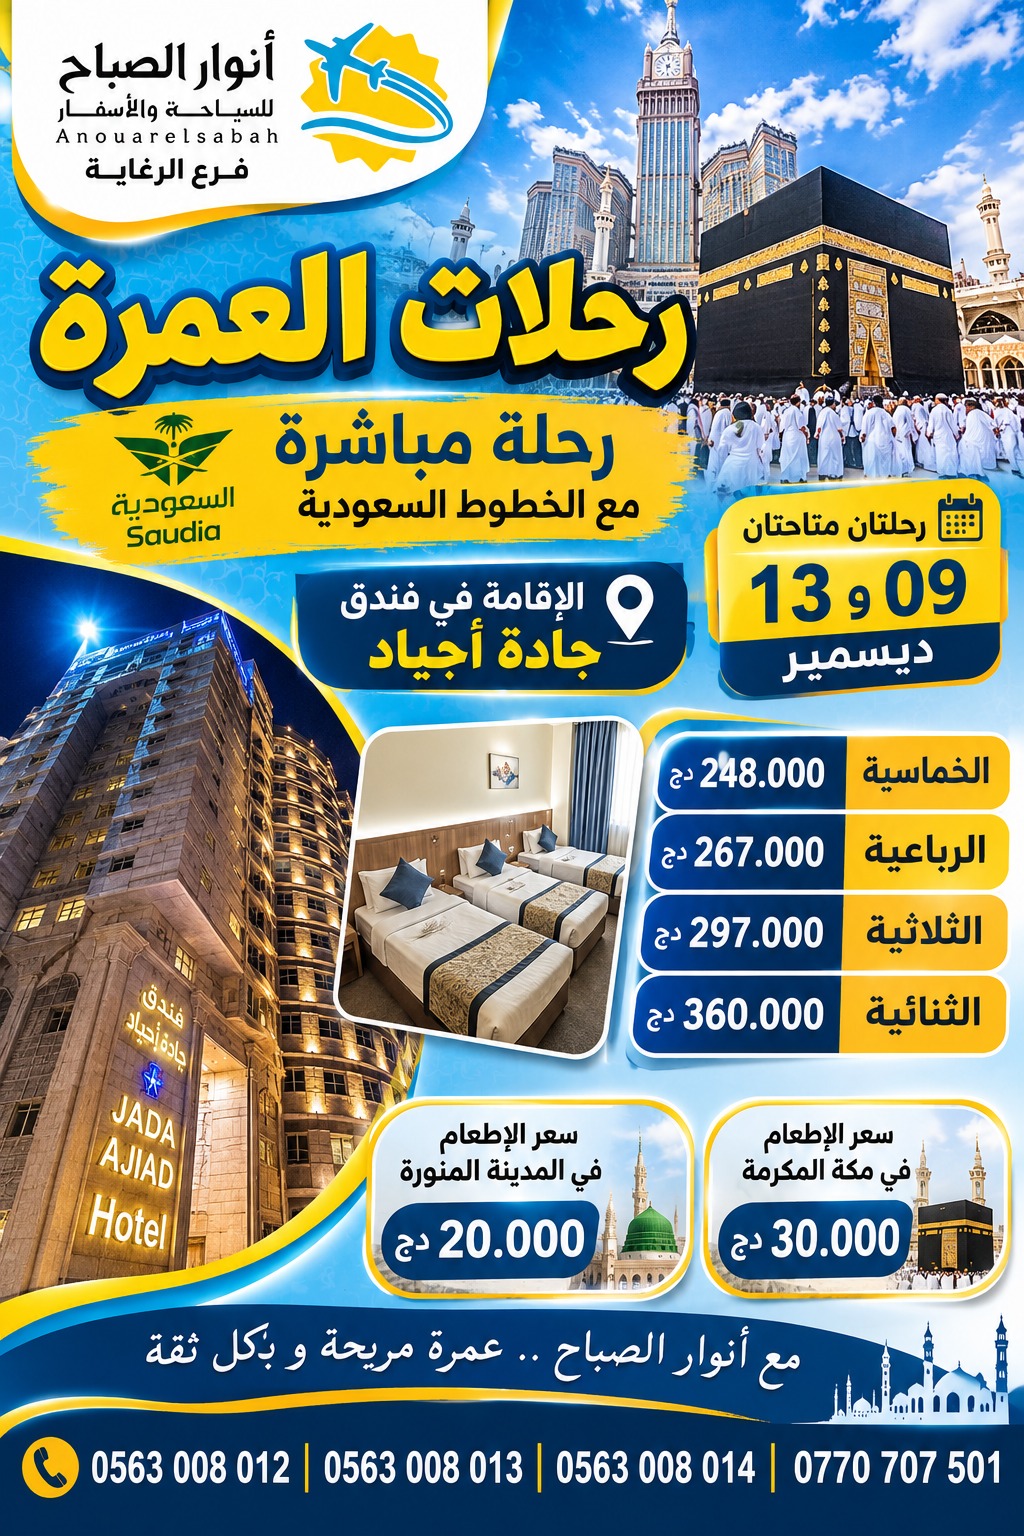 أنوار الصباح
للسياحة والأسفار
Anouarelsabah
فرع الرغاية
رحلات العمرة
رحلة مباشرة
مع الخطوط السعودية
السعودية
Saudia
رحلتان متاحتان
09 و 13
ديسمبر
الإقامة في فندق
جادة أجياد
الخماسية 248.000 دج
الرباعية 267.000 دج
الثلاثية 297.000 دج
الثنائية 360.000 دج
فندق
جادة أجياد
JADA
AJIAD
Hotel
سعر الإطعام
في مكة المكرمة
30.000 دج
سعر الإطعام
في المدينة المنورة
20.000 دج
مع أنوار الصباح .. عمرة مريحة و بكل ثقة
0563 008 012 | 0563 008 013 | 0563 008 014 | 0770 707 501